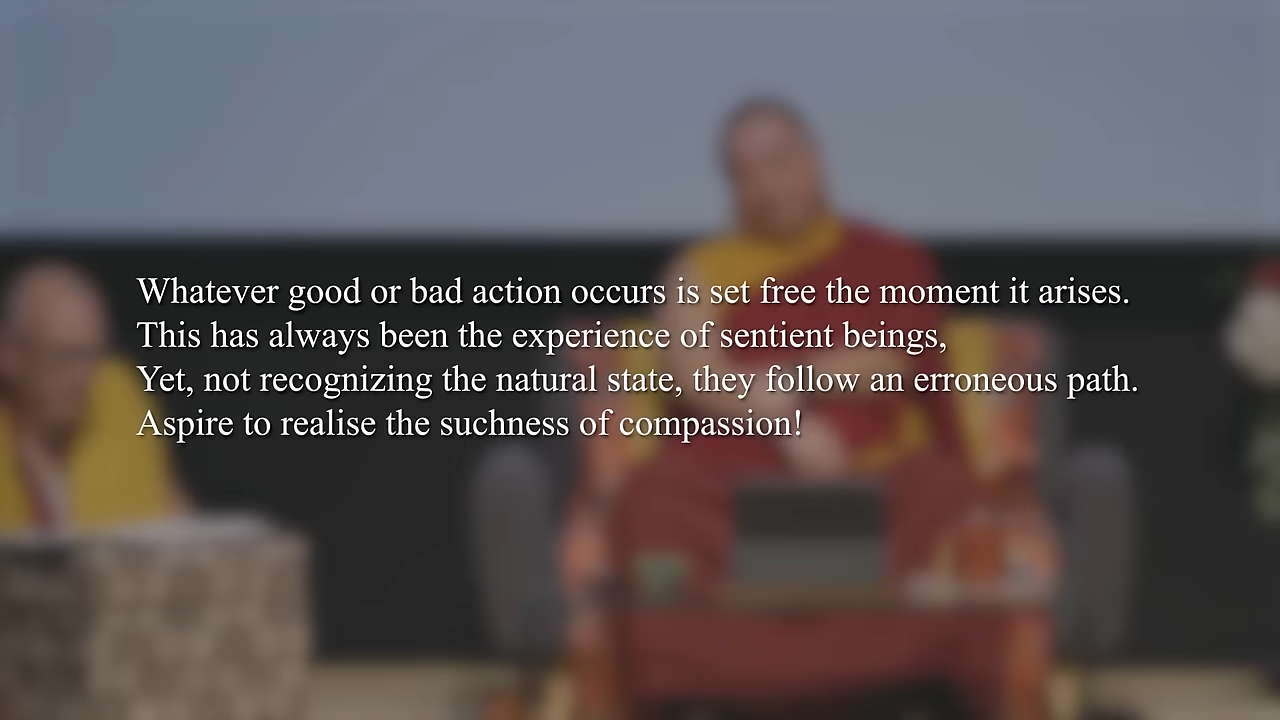 Whatever good or bad action occurs is set free the moment it arises.
This has always been the experience of sentient beings,
Yet, not recognizing the natural state, they follow an erroneous path.
Aspire to realise the suchness of compassion!